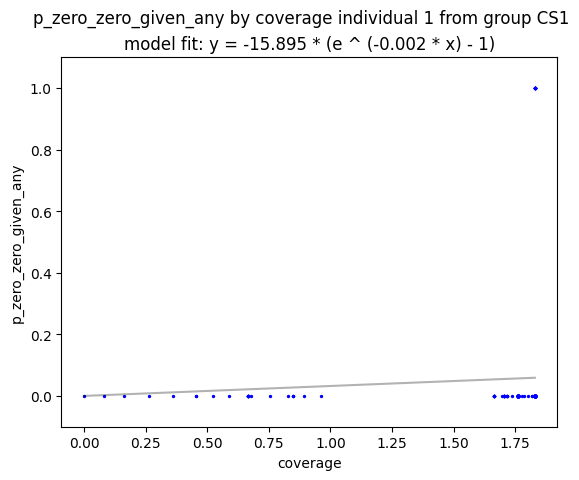 p_zero_zero_given_any by coverage individual 1 from group CS1
model fit: y = -15.895 * (e ^ (-0.002 * x) - 1)
1.0
0.8
0.6
0.4
0.2
0.0
p_zero_zero_given_any
0.00 0.25 0.50 0.75 1.00 1.25 1.50 1.75
coverage